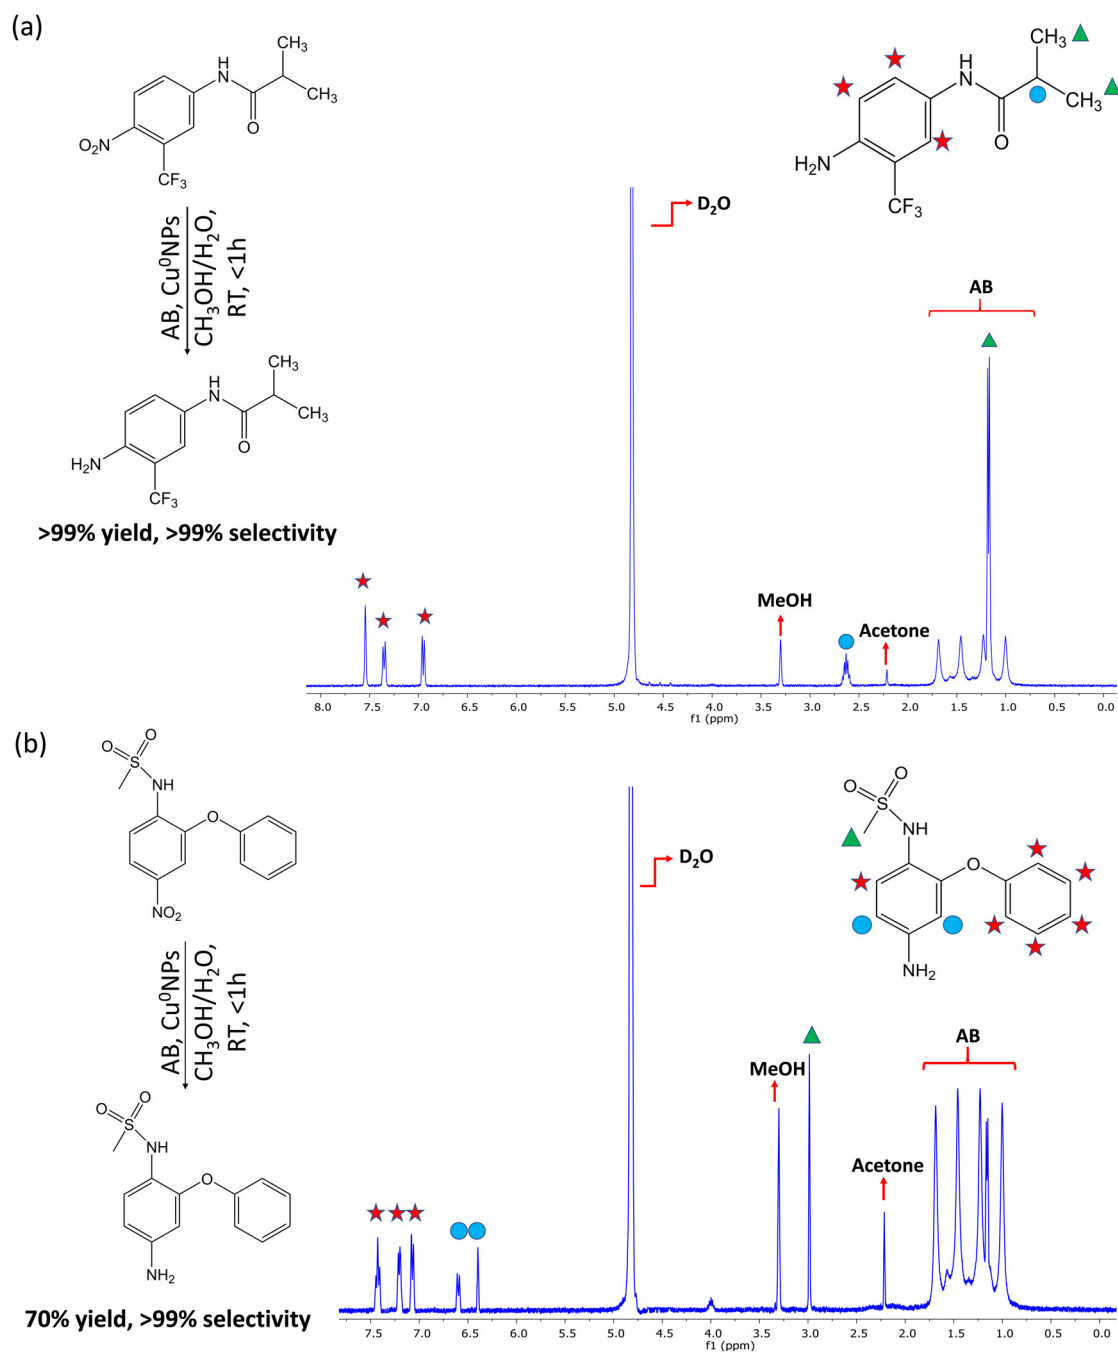 (a)
H
N
CH₃
CH₃
O
O₂N
CF₃
AB, Cu⁰NPs
CH₃OH/H₂O,
RT, <1h
H
N
CH₃
CH₃
O
H₂N
CF₃
>99% yield, >99% selectivity
CH₃
H
N
CH₃
O
H₂N
CF₃
D₂O
AB
MeOH
Acetone
8.0 7.5 7.0 6.5 6.0 5.5 5.0 4.5 4.0 3.5 3.0 2.5 2.0 1.5 1.0 0.5 0.0
f1 (ppm)
(b)
O
O
S
NH
O
NO₂
AB, Cu⁰NPs
CH₃OH/H₂O,
RT, <1h
O
O
S
NH
O
NH₂
70% yield, >99% selectivity
O
O
S
NH
O
NH₂
D₂O
AB
MeOH
Acetone
7.5 7.0 6.5 6.0 5.5 5.0 4.5 4.0 3.5 3.0 2.5 2.0 1.5 1.0 0.5 0.0
f1 (ppm)